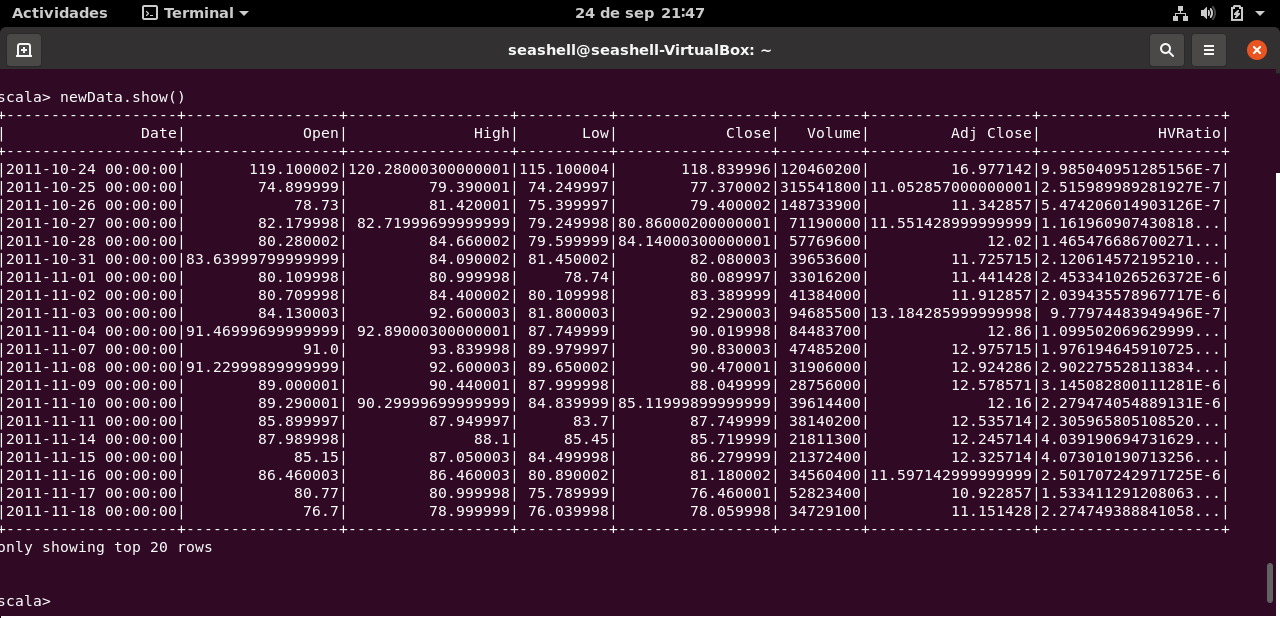 Actividades Terminal 24 de sep 21:47
seashell@seashell-VirtualBox: ~
scala> newData.show()
+-------------------+-----------------+------------------+----------+-----------------+---------+------------------+--------------------+
|               Date|             Open|              High|       Low|            Close|   Volume|         Adj Close|             HVRatio|
+-------------------+-----------------+------------------+----------+-----------------+---------+------------------+--------------------+
|2011-10-24 00:00:00|       119.100002|120.28000300000001|115.100004|       118.839996|120460200|         16.977142|9.985040951285156E-7|
|2011-10-25 00:00:00|        74.899999|         79.390001| 74.249997|        77.370002|315541800|11.052857000000001|2.515989989281927E-7|
|2011-10-26 00:00:00|            78.73|         81.420001| 75.399997|        79.400002|148733900|         11.342857|5.474206014903126E-7|
|2011-10-27 00:00:00|        82.179998| 82.71999699999999| 79.249998|80.86000200000001| 71190000|11.551428999999999|1.161960907430818...|
|2011-10-28 00:00:00|        80.280002|         84.660002| 79.599999|84.14000300000001| 57769600|             12.02|1.465476686700271...|
|2011-10-31 00:00:00|83.63999799999999|         84.090002| 81.450002|        82.080003| 39653600|         11.725715|2.120614572195210...|
|2011-11-01 00:00:00|        80.109998|         80.999998|     78.74|        80.089997| 33016200|         11.441428|2.453341026526372E-6|
|2011-11-02 00:00:00|        80.709998|         84.400002| 80.109998|        83.389999| 41384000|         11.912857|2.039435578967717E-6|
|2011-11-03 00:00:00|        84.130003|         92.600003| 81.800003|        92.290003| 94685500|13.184285999999998| 9.77974483949496E-7|
|2011-11-04 00:00:00|91.46999699999999| 92.89000300000001| 87.749999|        90.019998| 84483700|             12.86|1.099502069629999...|
|2011-11-07 00:00:00|             91.0|         93.839998| 89.979997|        90.830003| 47485200|         12.975715|1.976194645910725...|
|2011-11-08 00:00:00|91.22999899999999|         92.600003| 89.650002|        90.470001| 31906000|         12.924286|2.902275528113834...|
|2011-11-09 00:00:00|        89.000001|         90.440001| 87.999998|        88.049999| 28756000|         12.578571|3.145082800111281E-6|
|2011-11-10 00:00:00|        89.290001| 90.29999699999999| 84.839999|85.11999899999999| 39614400|             12.16|2.279474054889131E-6|
|2011-11-11 00:00:00|        85.899997|         87.949997|      83.7|        87.749999| 38140200|         12.535714|2.305965805108520...|
|2011-11-14 00:00:00|        87.989998|              88.1|     85.45|        85.719999| 21811300|         12.245714|4.039190694731629...|
|2011-11-15 00:00:00|            85.15|         87.050003| 84.499998|        86.279999| 21372400|         12.325714|4.073010190713256...|
|2011-11-16 00:00:00|        86.460003|         86.460003| 80.890002|        81.180002| 34560400|11.597142999999999|2.501707242971725E-6|
|2011-11-17 00:00:00|            80.77|         80.999998| 75.789999|        76.460001| 52823400|         10.922857|1.533411291208063...|
|2011-11-18 00:00:00|             76.7|         78.999999| 76.039998|        78.059998| 34729100|         11.151428|2.274749388841058...|
+-------------------+-----------------+------------------+----------+-----------------+---------+------------------+--------------------+
only showing top 20 rows
scala>